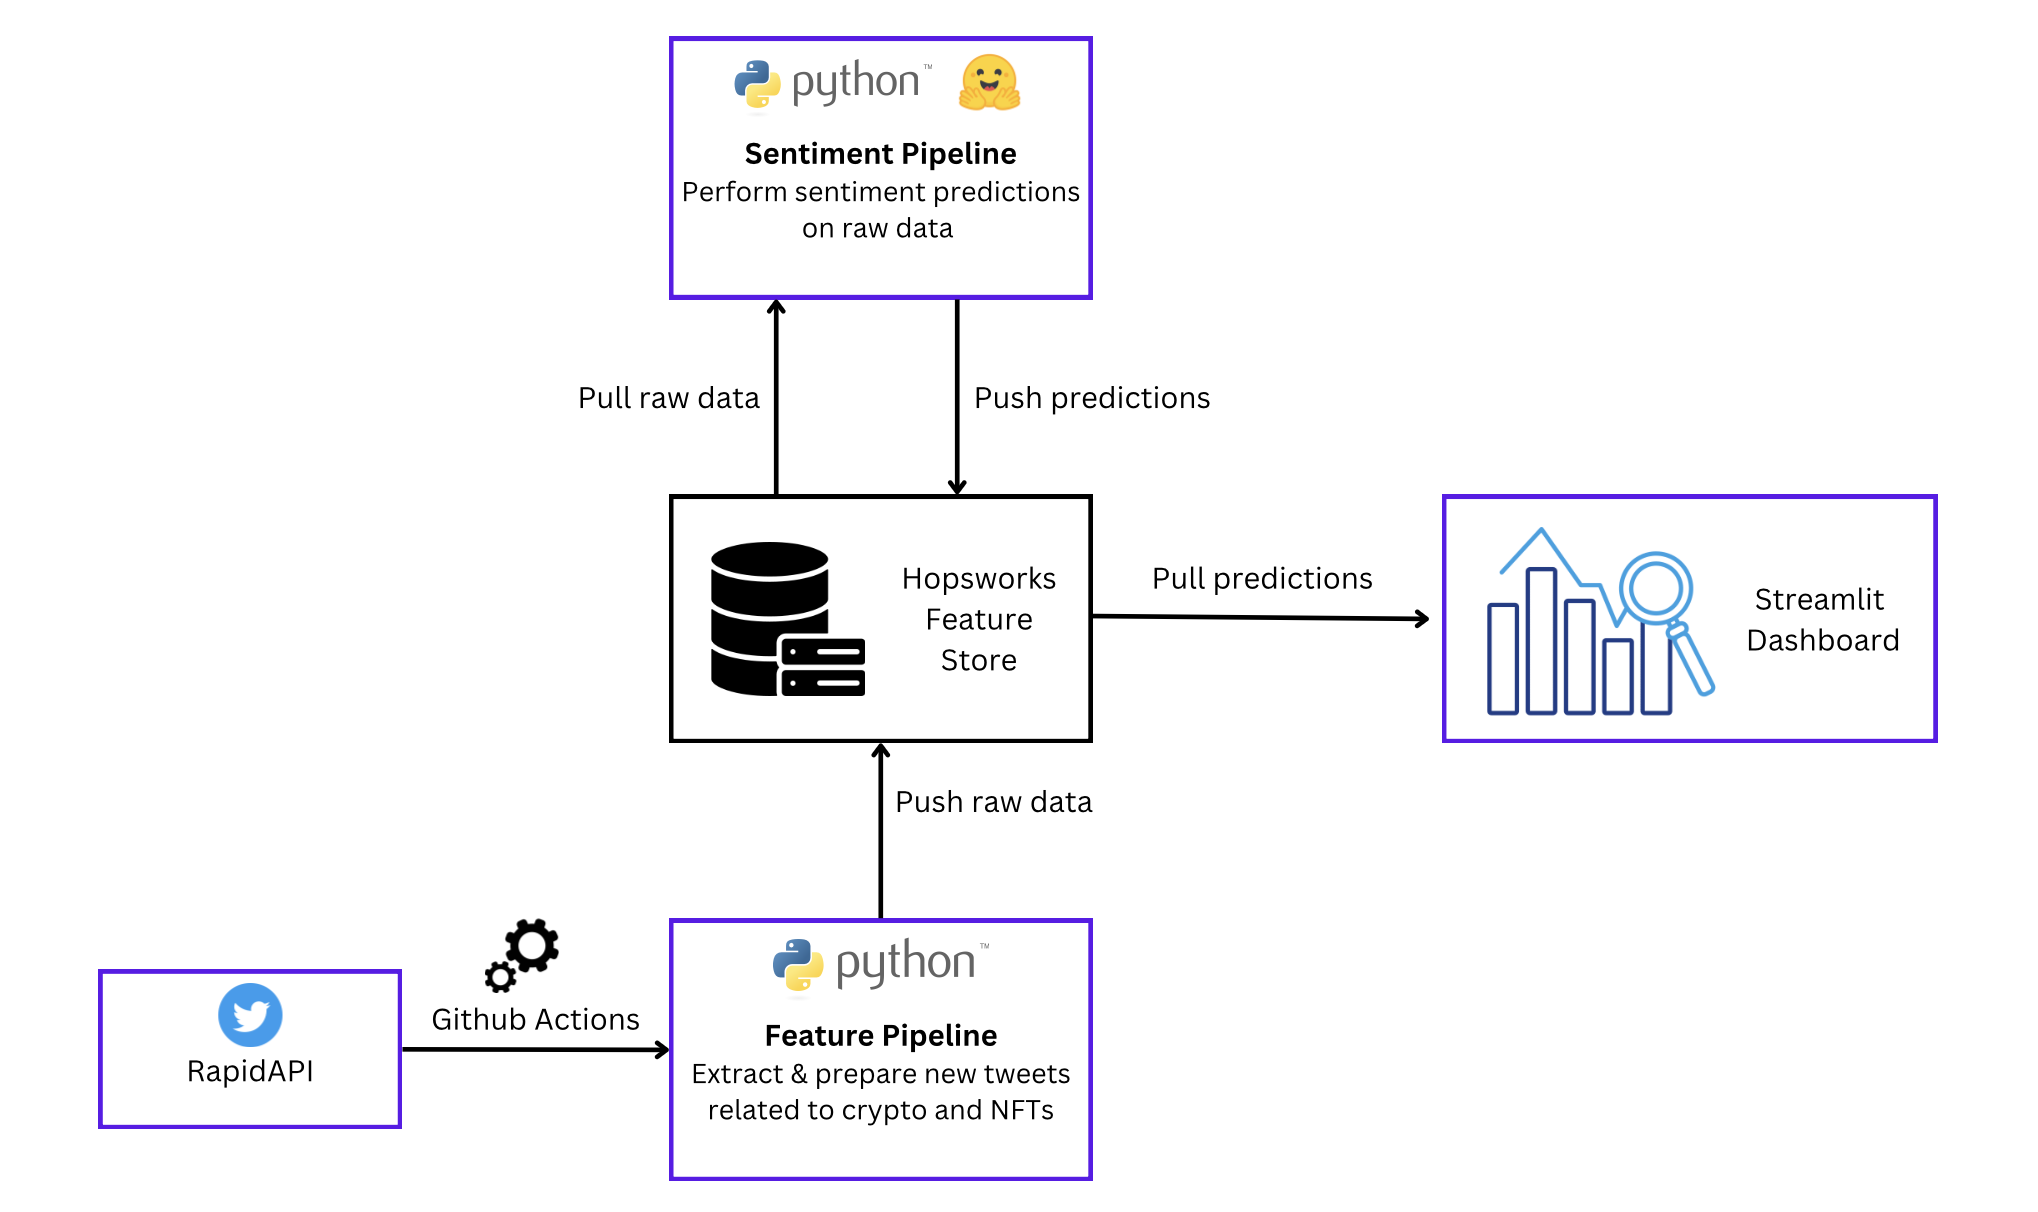 python™
Sentiment Pipeline
Perform sentiment predictions
on raw data
Pull raw data
Push predictions
Hopsworks
Feature
Store
Pull predictions
Streamlit
Dashboard
Push raw data
Github Actions
RapidAPI
python™
Feature Pipeline
Extract & prepare new tweets
related to crypto and NFTs